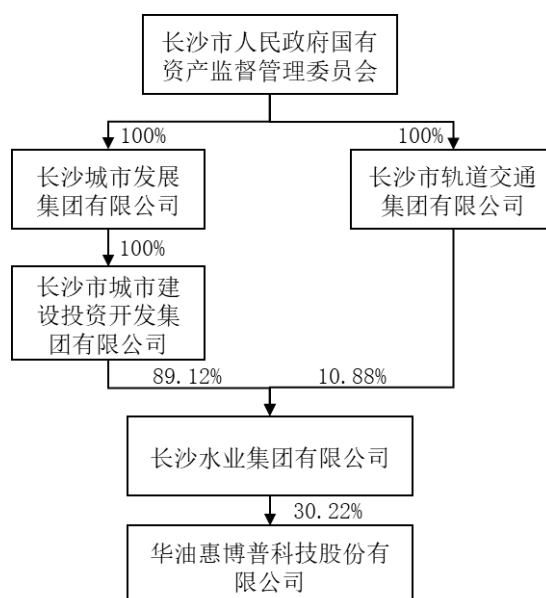 长沙市人民政府国有
资产监督管理委员会
100%
100%
长沙城市发展
集团有限公司
长沙市轨道交通
集团有限公司
100%
长沙市城市建
设投资开发集
团有限公司
89.12%
10.88%
长沙水业集团有限公司
30.22%
华油惠博普科技股份有
限公司